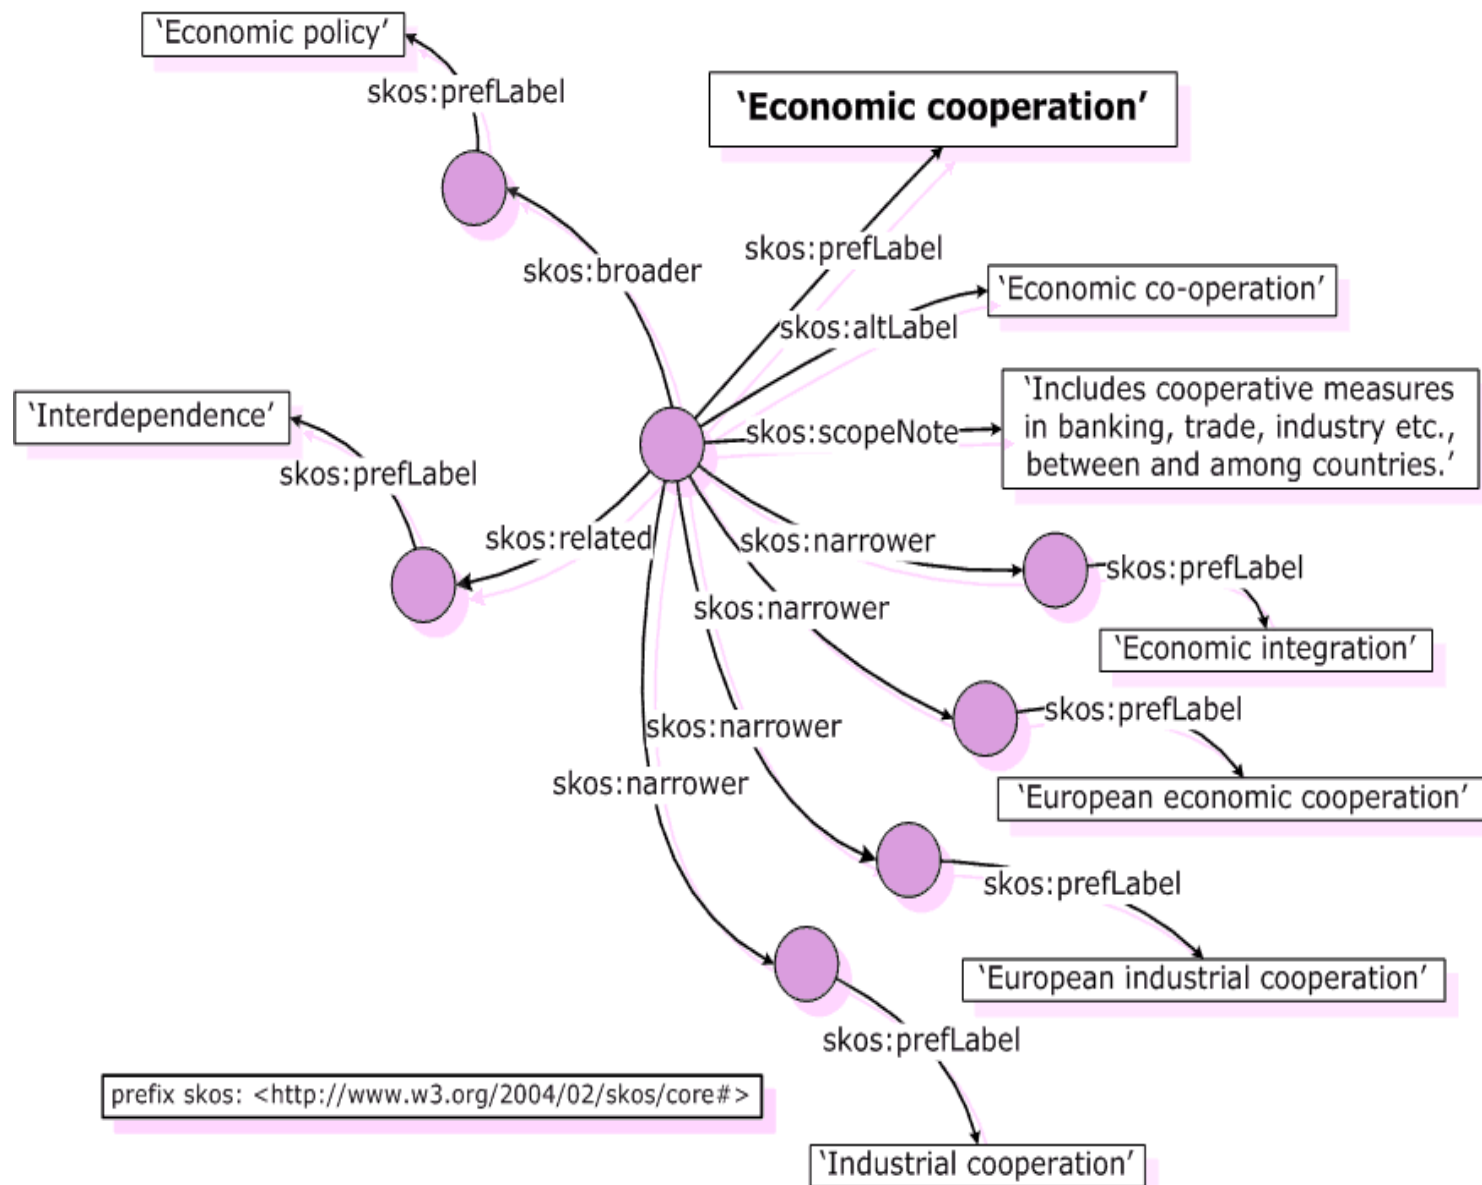 ‘Economic policy’
skos:prefLabel
‘Economic cooperation’
skos:prefLabel
skos:broader
‘Economic co-operation’
skos:altLabel
‘Includes cooperative measures
in banking, trade, industry etc.,
between and among countries.’
skos:scopeNote
‘Interdependence’
skos:prefLabel
skos:related
skos:narrower
skos:prefLabel
skos:narrower
‘Economic integration’
skos:prefLabel
skos:narrower
skos:narrower
‘European economic cooperation’
skos:prefLabel
‘European industrial cooperation’
skos:prefLabel
prefix skos: <http://www.w3.org/2004/02/skos/core#>
‘Industrial cooperation’